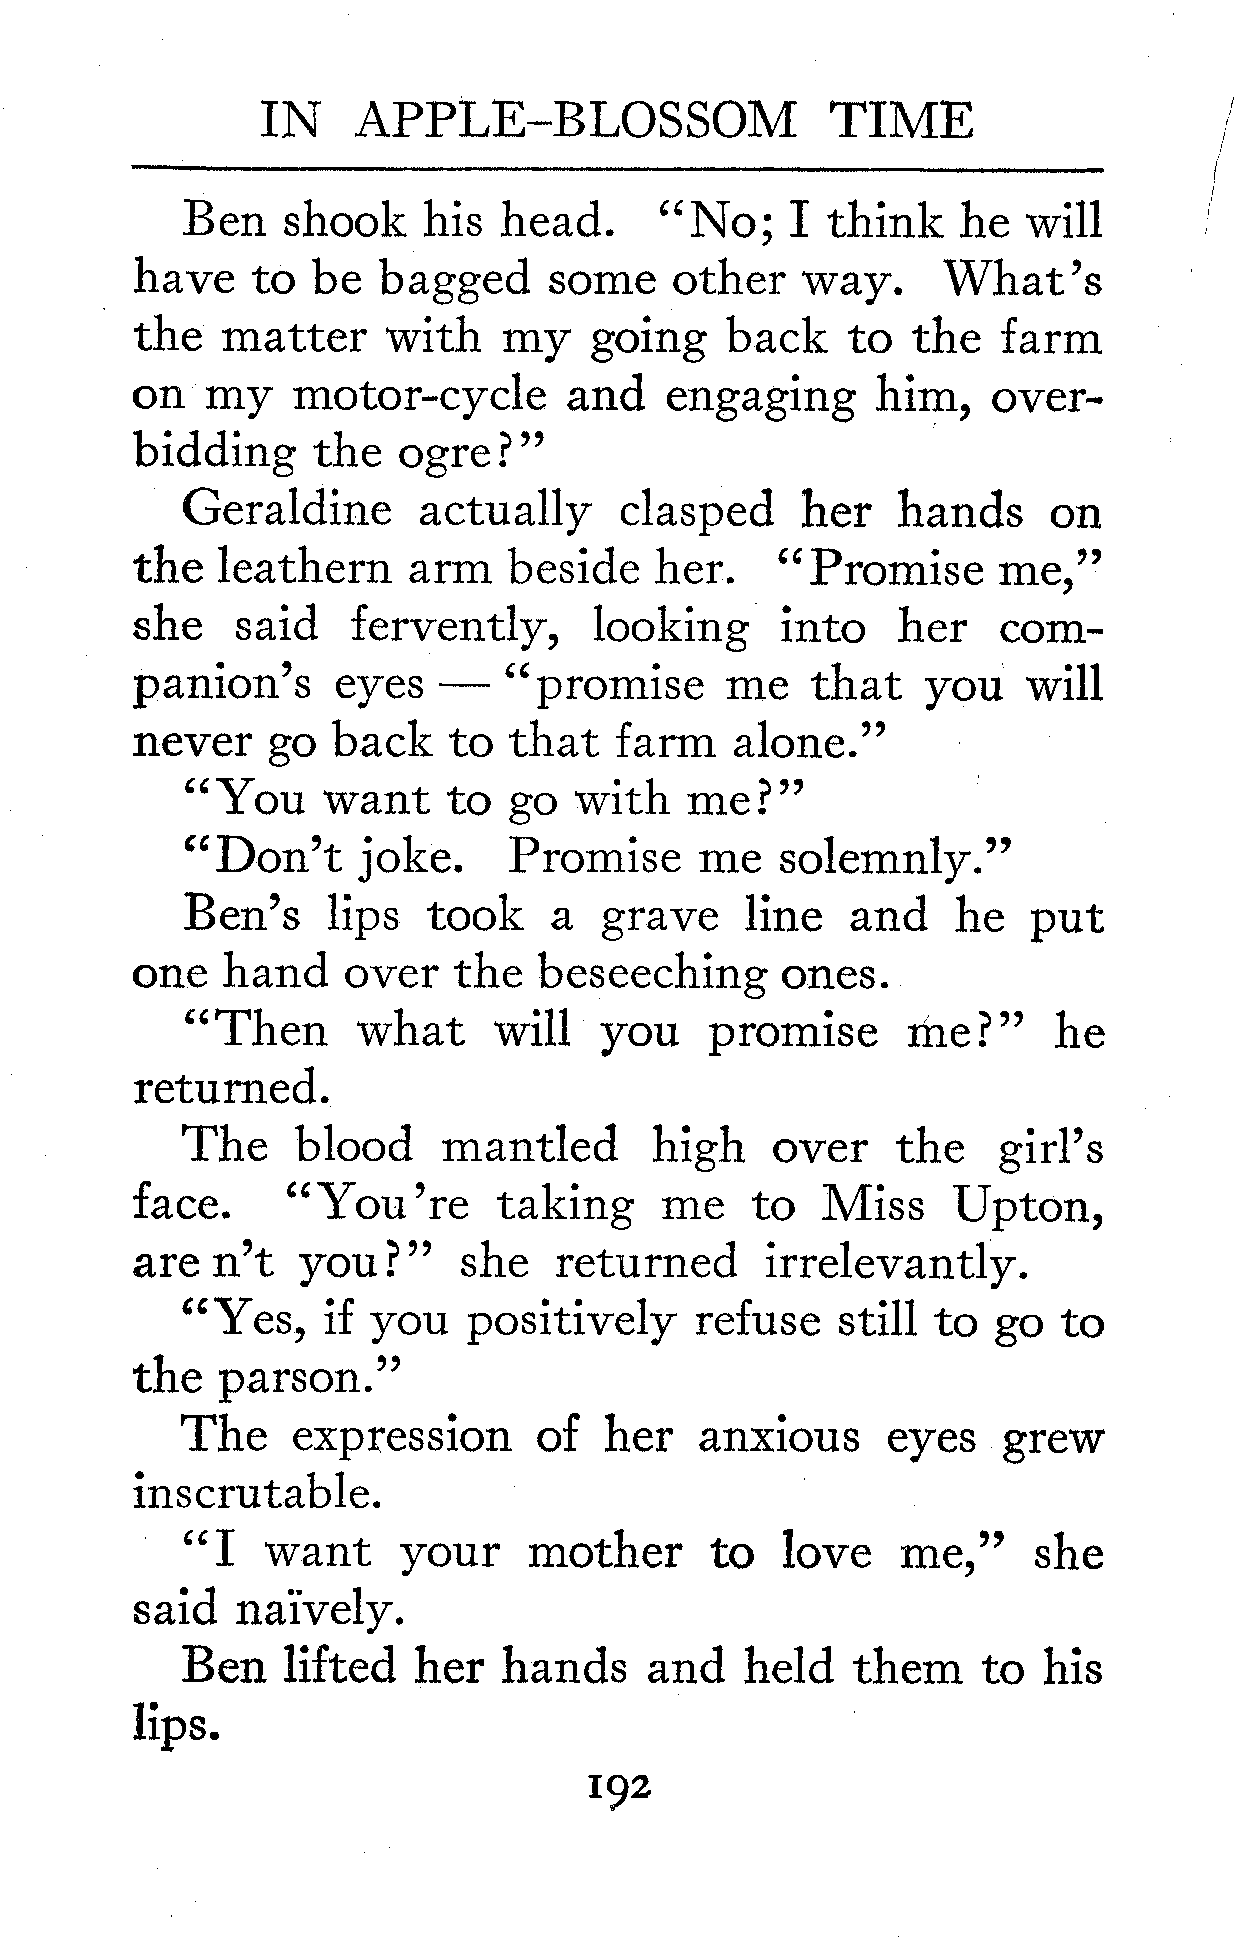 IN APPLE-BLOSSOM TIME
Ben shook his head. “No; I think he will
have to be bagged some other way. What's
the matter with my going back to the farm
on my motor-cycle and engaging him, over-
bidding the ogre?”
Geraldine actually clasped her hands on
the leathern arm beside her. “Promise me,”
she said fervently, looking into her com-
panion's eyes — “promise me that you will
never go back to that farm alone.”
“You want to go with me?”
“Don't joke. Promise me solemnly.”
Ben's lips took a grave line and he put
one hand over the beseeching ones.
“Then what will you promise me?” he
returned.
The blood mantled high over the girl's
face. “You 're taking me to Miss Upton,
are n't you?” she returned irrelevantly.
“Yes, if you positively refuse still to go to
the parson.”
The expression of her anxious eyes grew
inscrutable.
“I want your mother to love me,” she
said naïvely.
Ben lifted her hands and held them to his
lips.
192